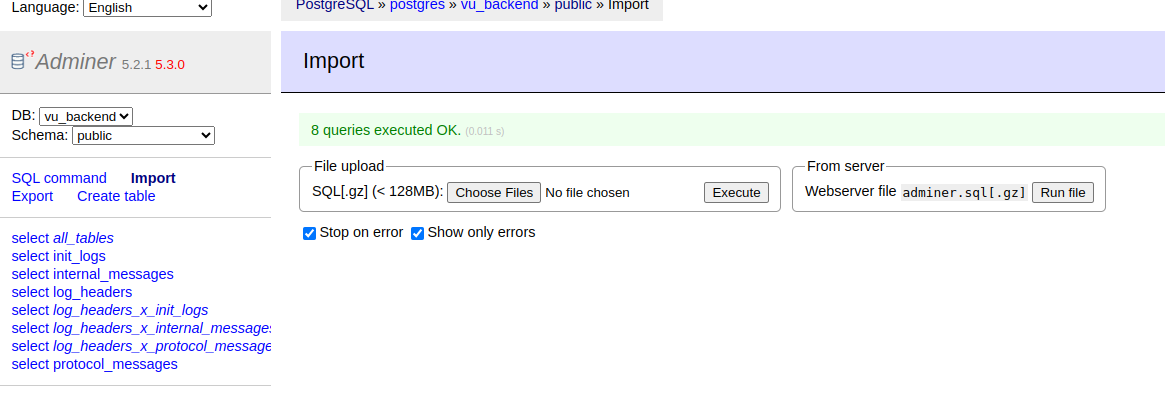 Language: English
PostgreSQL » postgres » vu_backend » public » Import
Adminer 5.2.1 5.3.0
Import
DB: vu_backend
Schema: public
8 queries executed OK. (0.011 s)
File upload
SQL[.gz] (< 128MB): Choose Files No file chosen Execute
From server
Webserver file adminer.sql[.gz] Run file
Stop on error Show only errors
SQL command Import
Export Create table
select all_tables
select init_logs
select internal_messages
select log_headers
select log_headers_x_init_logs
select log_headers_x_internal_messages
select log_headers_x_protocol_message
select protocol_messages